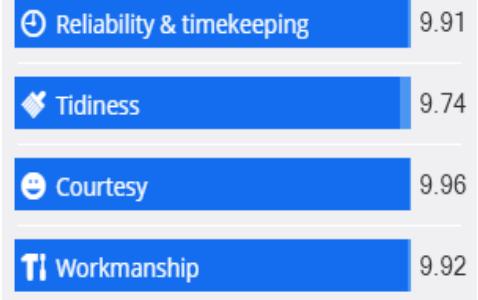 Reliability & timekeeping 9.91
Tidiness 9.74
Courtesy 9.96
Workmanship 9.92